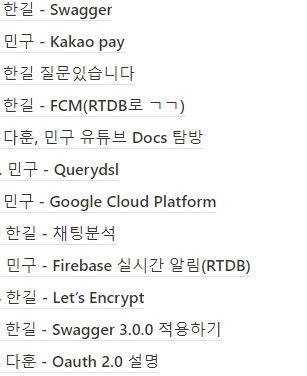 한길 - Swagger
민구 - Kakao pay
한길 질문있습니다
한길 - FCM(RTDB로 ㄱㄱ)
다훈, 민구 유튜브 Docs 탐방
. 민구 - Querydsl
민구 - Google Cloud Platform
한길 - 채팅분석
민구 - Firebase 실시간 알림(RTDB)
한길 - Let's Encrypt
한길 - Swagger 3.0.0 적용하기
다훈 - Oauth 2.0 설명